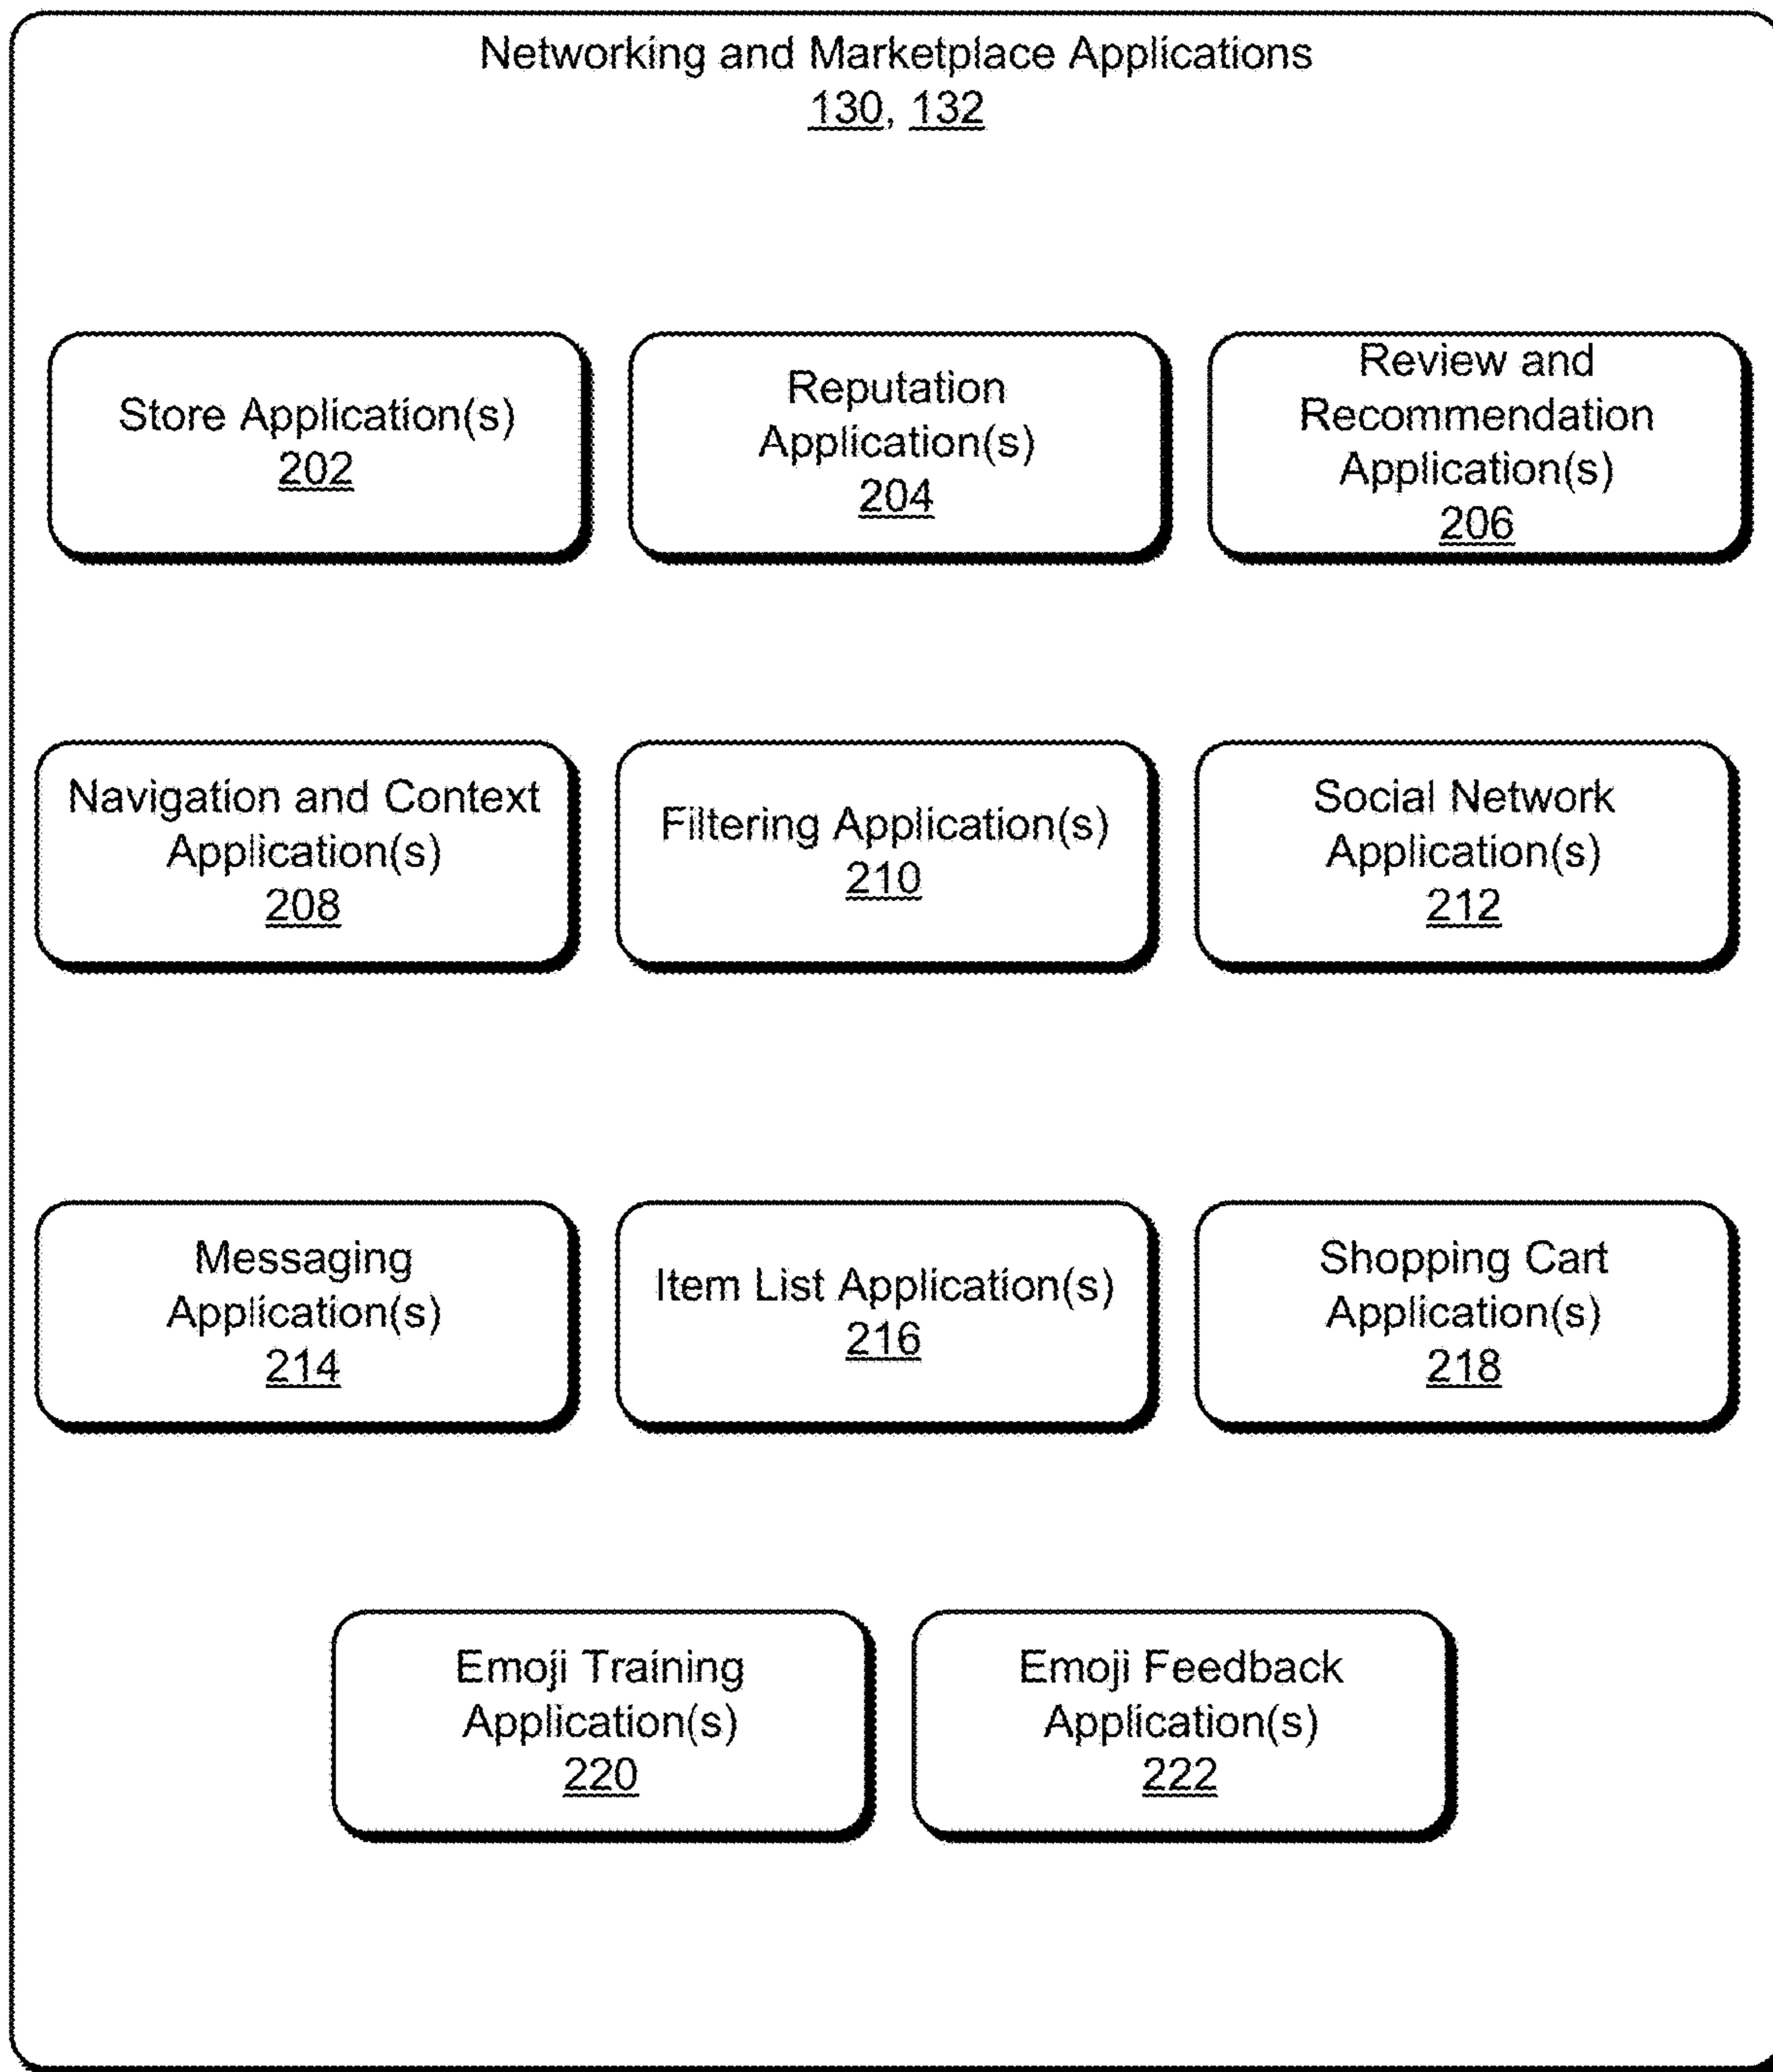 Networking and Marketplace Applications
130, 132
Store Application(s)
202
Reputation
Application(s)
204
Review and
Recommendation
Application(s)
206
Navigation and Context
Application(s)
208
Filtering Application(s)
210
Social Network
Application(s)
212
Messaging
Application(s)
214
Item List Application(s)
216
Shopping Cart
Application(s)
218
Emoji Training
Application(s)
220
Emoji Feedback
Application(s)
222